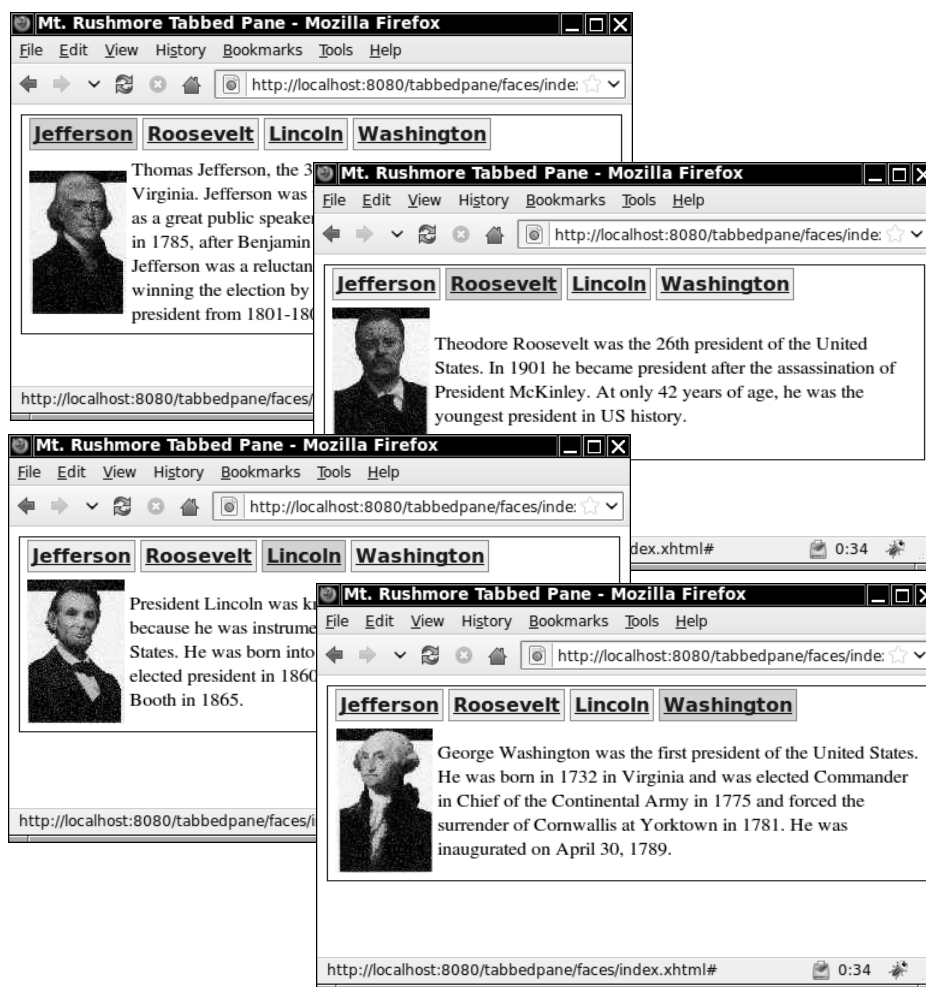 Mt. Rushmore Tabbed Pane - Mozilla Firefox
File Edit View History Bookmarks Tools Help
http://localhost:8080/tabbedpane/faces/inde:
Jefferson Roosevelt Lincoln Washington
Thomas Jefferson, the 3
Virginia. Jefferson was
as a great public speaker
in 1785, after Benjamin
Jefferson was a reluctan
winning the election by
president from 1801-180
http://localhost:8080/tabbedpane/faces/
Mt. Rushmore Tabbed Pane - Mozilla Firefox
File Edit View History Bookmarks Tools Help
http://localhost:8080/tabbedpane/faces/inde:
Jefferson Roosevelt Lincoln Washington
Theodore Roosevelt was the 26th president of the United
States. In 1901 he became president after the assassination of
President McKinley. At only 42 years of age, he was the
youngest president in US history.
dex.xhtml# 0:34
Mt. Rushmore Tabbed Pane - Mozilla Firefox
File Edit View History Bookmarks Tools Help
http://localhost:8080/tabbedpane/faces/inde:
Jefferson Roosevelt Lincoln Washington
President Lincoln was kn
because he was instrume
States. He was born into
elected president in 1860
Booth in 1865.
http://localhost:8080/tabbedpane/faces/i
Mt. Rushmore Tabbed Pane - Mozilla Firefox
File Edit View History Bookmarks Tools Help
http://localhost:8080/tabbedpane/faces/inde:
Jefferson Roosevelt Lincoln Washington
George Washington was the first president of the United States.
He was born in 1732 in Virginia and was elected Commander
in Chief of the Continental Army in 1775 and forced the
surrender of Cornwallis at Yorktown in 1781. He was
inaugurated on April 30, 1789.
http://localhost:8080/tabbedpane/faces/index.xhtml# 0:34